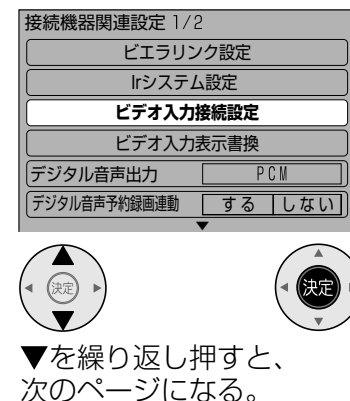 接続機器関連設定 1/2
ビエラリンク設定
Irシステム設定
ビデオ入力接続設定
ビデオ入力表示書換
デジタル音声出力 PCM
デジタル音声予約録画連動 する しない
▼
決定 決定
▼を繰り返し押すと、
次のページになる。